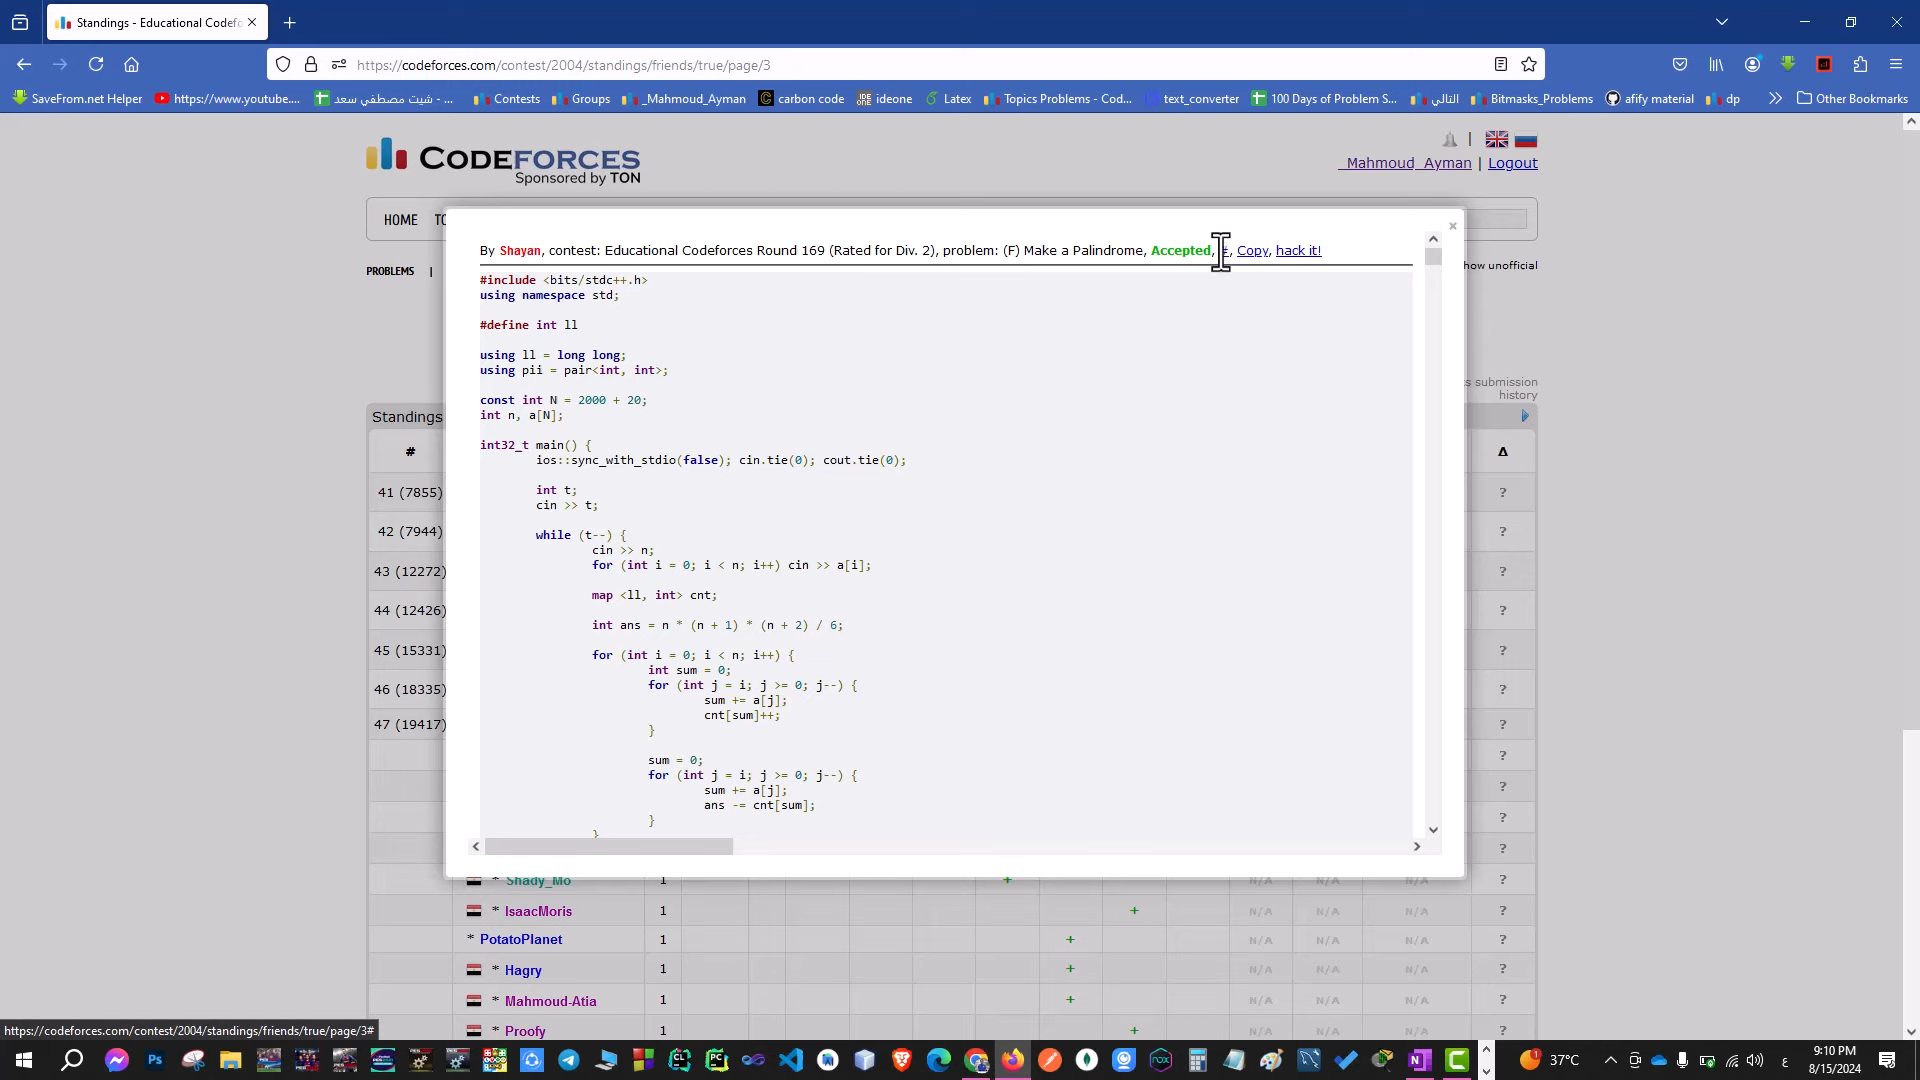 Standings - Educational Codefo
https://codeforces.com/contest/2004/standings/friends/true/page/3
SaveFrom.net Helper
https://www.youtube....
شيت مصطفي سعد - ...
Contests
Groups
_Mahmoud_Ayman
carbon code
ideone
Latex
Topics Problems - Cod...
text_converter
100 Days of Problem S...
التالي
Bitmasks_Problems
afify material
dp
Other Bookmarks
CODEFORCES
Sponsored by TON
_Mahmoud_Ayman | Logout
HOME TO
By Shayan, contest: Educational Codeforces Round 169 (Rated for Div. 2), problem: (F) Make a Palindrome, Accepted, #, Copy, hack it!
PROBLEMS |
how unofficial
#include <bits/stdc++.h>
using namespace std;
#define int ll
using ll = long long;
using pii = pair<int, int>;
const int N = 2000 + 20;
int n, a[N];
int32_t main() {
ios::sync_with_stdio(false); cin.tie(0); cout.tie(0);
int t;
cin >> t;
while (t--) {
cin >> n;
for (int i = 0; i < n; i++) cin >> a[i];
map <ll, int> cnt;
int ans = n * (n + 1) * (n + 2) / 6;
for (int i = 0; i < n; i++) {
int sum = 0;
for (int j = i; j >= 0; j--) {
sum += a[j];
cnt[sum]++;
}
sum = 0;
for (int j = i; j >= 0; j--) {
sum += a[j];
ans -= cnt[sum];
}
}
s submission
history
Standings
# Δ
41 (7855) ?
42 (7944) ?
43 (12272) ?
44 (12426) ?
45 (15331) ?
46 (18335) ?
47 (19417) ?
?
?
?
?
* Shady_Mo 1 + N/A N/A N/A ?
* IsaacMoris 1 + N/A N/A N/A ?
* PotatoPlanet 1 + N/A N/A N/A ?
* Hagry 1 + N/A N/A N/A ?
* Mahmoud-Atia 1 + N/A N/A N/A ?
* Proofy 1 + N/A N/A N/A ?
https://codeforces.com/contest/2004/standings/friends/true/page/3#
37°C
ع
9:10 PM
8/15/2024